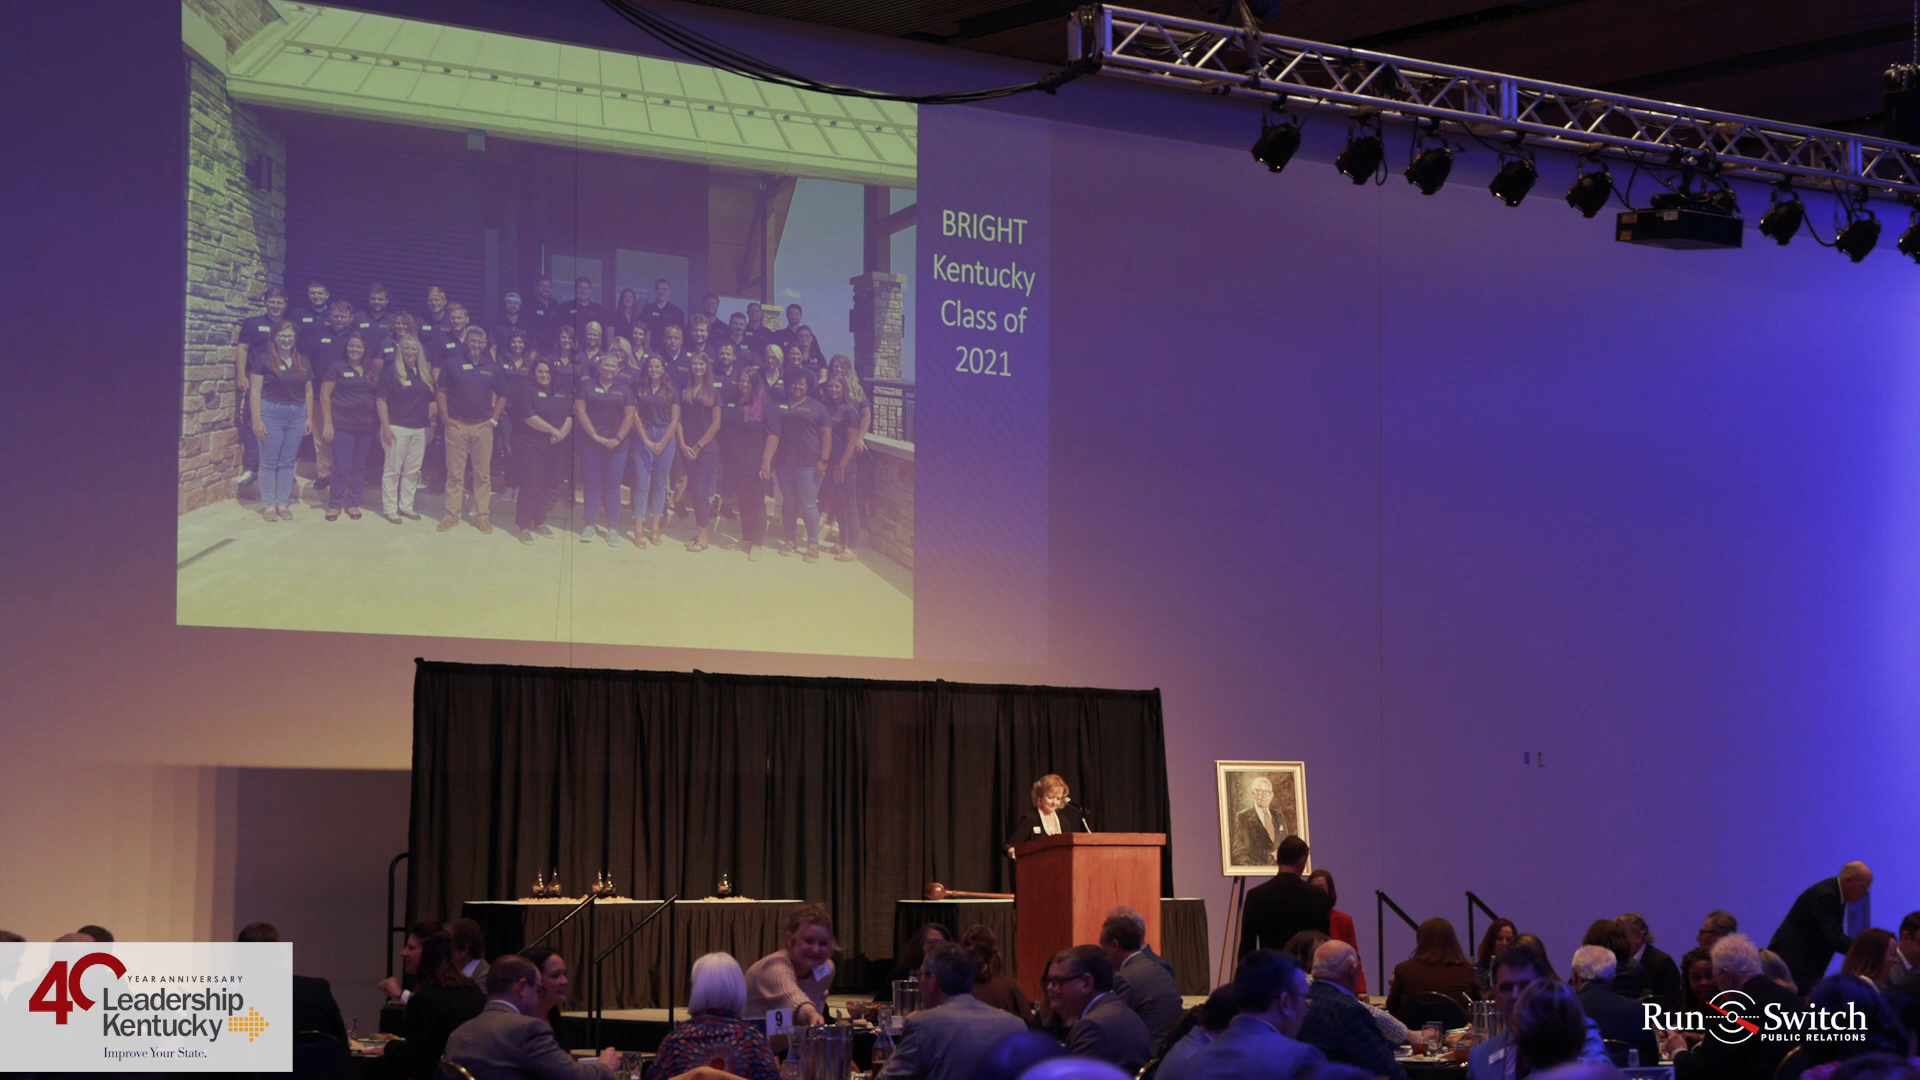 BRIGHT
Kentucky
Class of
2021
9
40 YEAR ANNIVERSARY
Leadership
Kentucky
Improve Your State.
Run Switch
PUBLIC RELATIONS